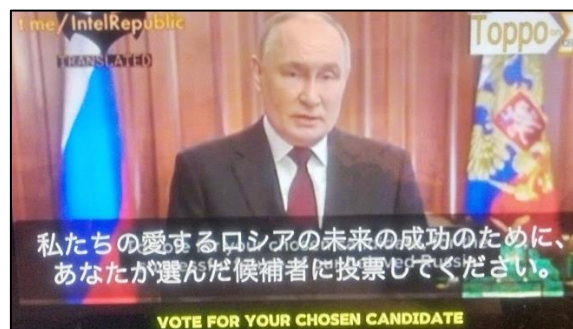 t.me/IntelRepublic
Toppo
TRANSLATED
私たちの愛するロシアの未来の成功のために、
あなたが選んだ候補者に投票してください。
VOTE FOR YOUR CHOSEN CANDIDATE